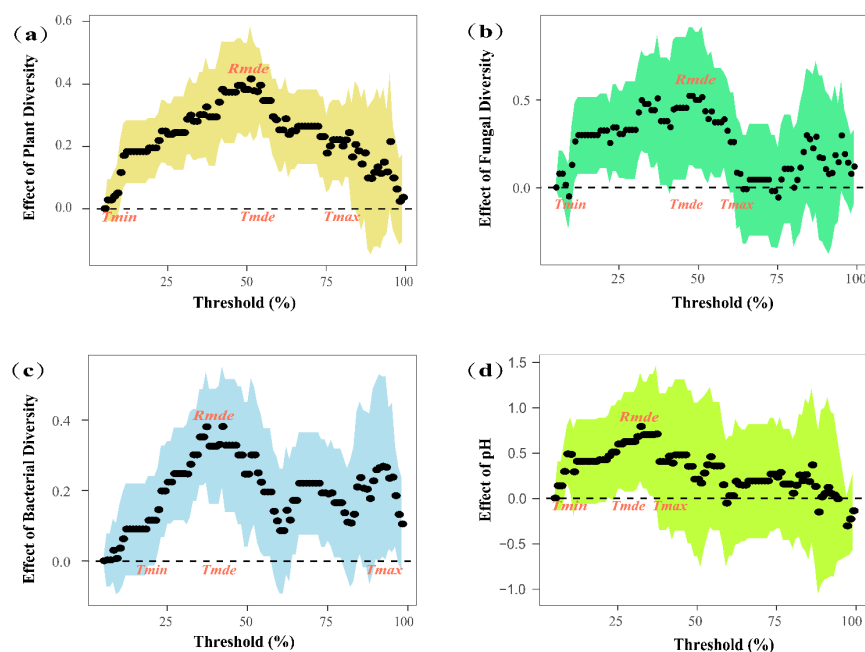 (a)
Effect of Plant Diversity
0.6
0.4
0.2
0.0
Rmde
Tmin
Tmde
Tmax
25
50
75
100
Threshold (%)
(b)
Effect of Fungal Diversity
0.5
0.0
Rmde
Tmin
Tmde
Tmax
25
50
75
100
Threshold (%)
(c)
Effect of Bacterial Diversity
0.4
0.2
0.0
Rmde
Tmin
Tmde
Tmax
25
50
75
100
Threshold (%)
(d)
Effect of pH
1.5
1.0
0.5
0.0
-0.5
-1.0
Rmde
Tmin
Tmde
Tmax
25
50
75
100
Threshold (%)